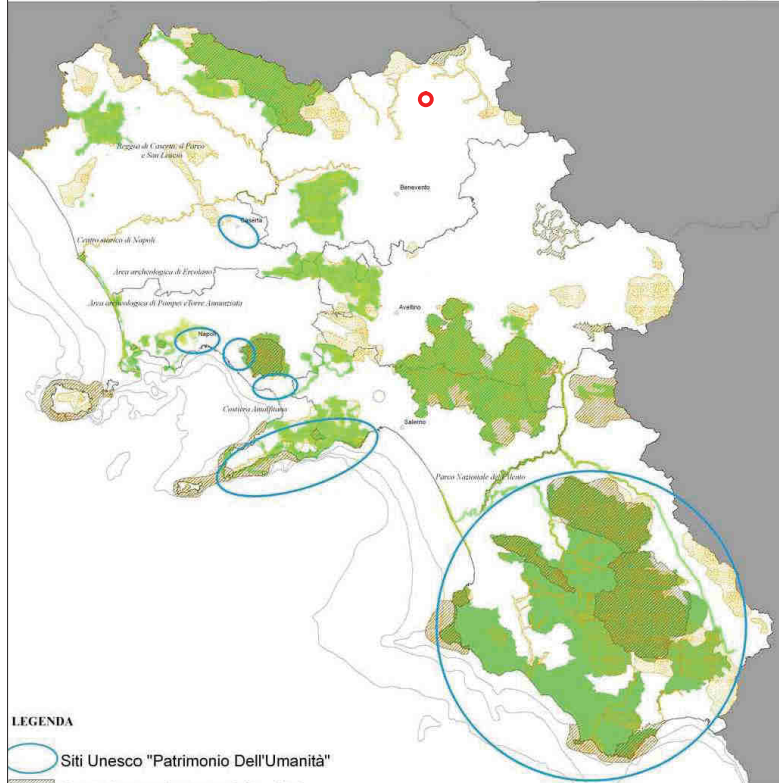 Reggia di Caserta, il Parco
e San Leucio
Benevento
Caserta
Centro storico di Napoli
Area archeologica di Ercolano
Area archeologica di Pompei eTorre Annunziata
Avellino
Napoli
Costiera Amalfitana
Salerno
Parco Nazionale del Cilento
LEGENDA
Siti Unesco "Patrimonio Dell'Umanità"